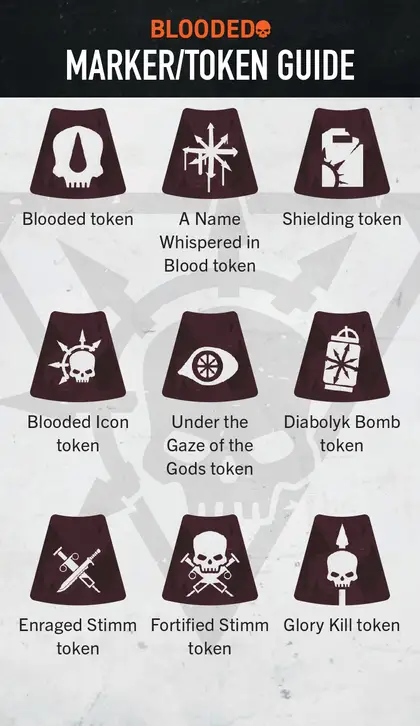 BLOODED
MARKER/TOKEN GUIDE
Blooded token
A Name
Whispered in
Blood token
Shielding token
Blooded Icon
token
Under the
Gaze of the
Gods token
Diabolyk Bomb
token
Enraged Stimm
token
Fortified Stimm
token
Glory Kill token